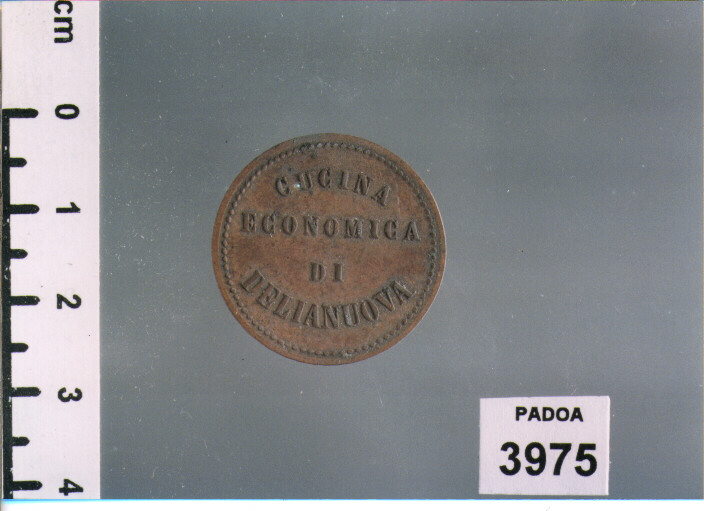 cm
0
1
2
3
4
CUCINA
ECONOMICA
DI
DELIANUOVA
PADOA
3975